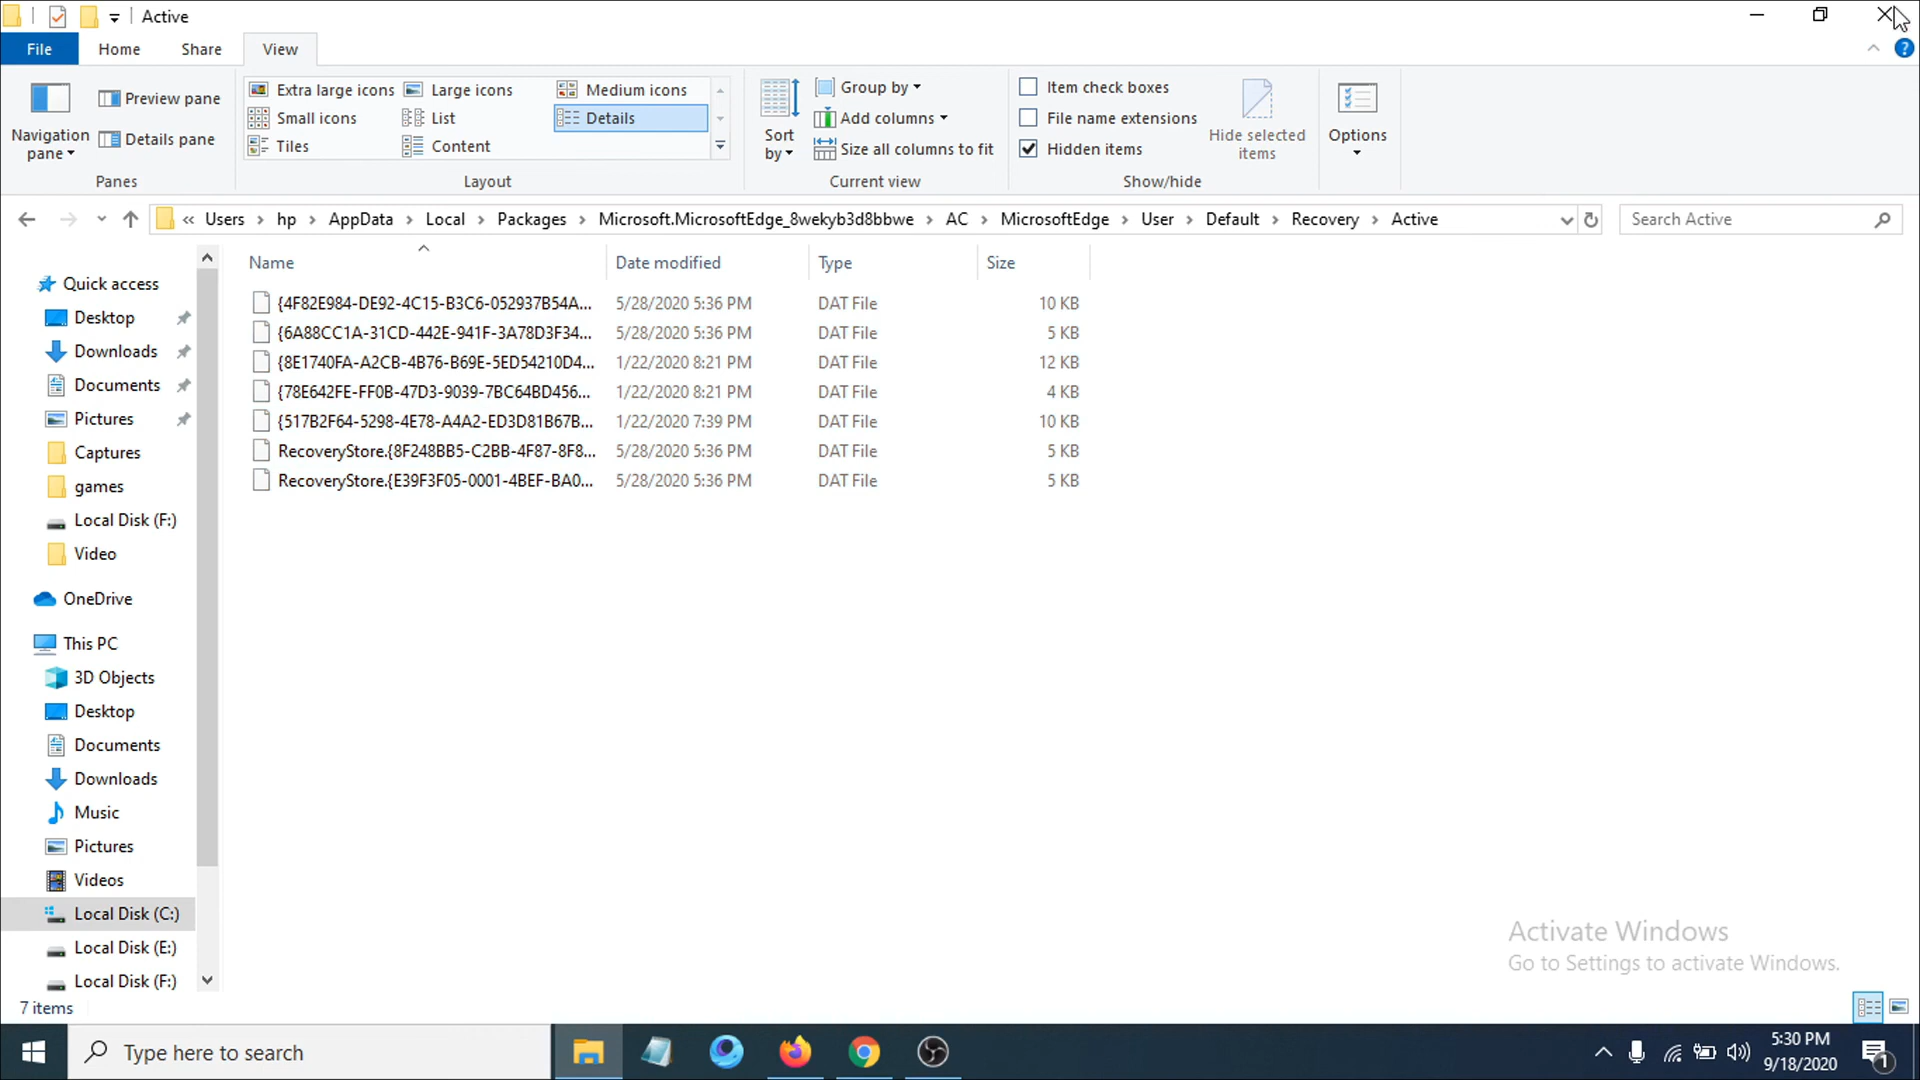 Active
File Home Share View
Navigation pane
Preview pane
Details pane
Panes
Extra large icons Large icons Medium icons
Small icons List Details
Tiles Content
Layout
Sort by
Group by
Add columns
Size all columns to fit
Current view
Item check boxes
File name extensions
Hidden items
Hide selected items
Show/hide
Options
« Users > hp > AppData > Local > Packages > Microsoft.MicrosoftEdge_8wekyb3d8bbwe > AC > MicrosoftEdge > User > Default > Recovery > Active
Search Active
Name Date modified Type Size
{4F82E984-DE92-4C15-B3C6-052937B54A... 5/28/2020 5:36 PM DAT File 10 KB
{6A88CC1A-31CD-442E-941F-3A78D3F34... 5/28/2020 5:36 PM DAT File 5 KB
{8E1740FA-A2CB-4B76-B69E-5ED54210D4... 1/22/2020 8:21 PM DAT File 12 KB
{78E642FE-FF0B-47D3-9039-7BC64BD456... 1/22/2020 8:21 PM DAT File 4 KB
{517B2F64-5298-4E78-A4A2-ED3D81B67B... 1/22/2020 7:39 PM DAT File 10 KB
RecoveryStore.{8F248BB5-C2BB-4F87-8F8... 5/28/2020 5:36 PM DAT File 5 KB
RecoveryStore.{E39F3F05-0001-4BEF-BA0... 5/28/2020 5:36 PM DAT File 5 KB
Quick access
Desktop
Downloads
Documents
Pictures
Captures
games
Local Disk (F:)
Video
OneDrive
This PC
3D Objects
Desktop
Documents
Downloads
Music
Pictures
Videos
Local Disk (C:)
Local Disk (E:)
Local Disk (F:)
Activate Windows
Go to Settings to activate Windows.
7 items
Type here to search
5:30 PM
9/18/2020
1